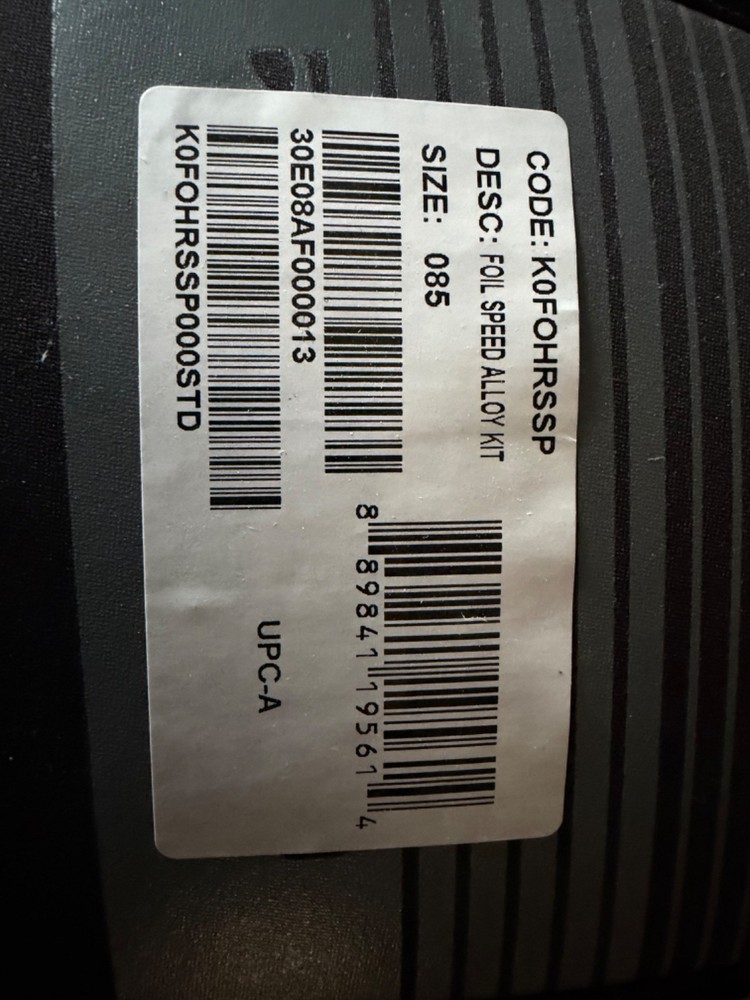 CODE: K0FOHRSSP
DESC: FOIL SPEED ALLOY KIT
SIZE: 085
30E08AF000013
K0FOHRSSP000STD
8 89841 19561 4
UPC-A